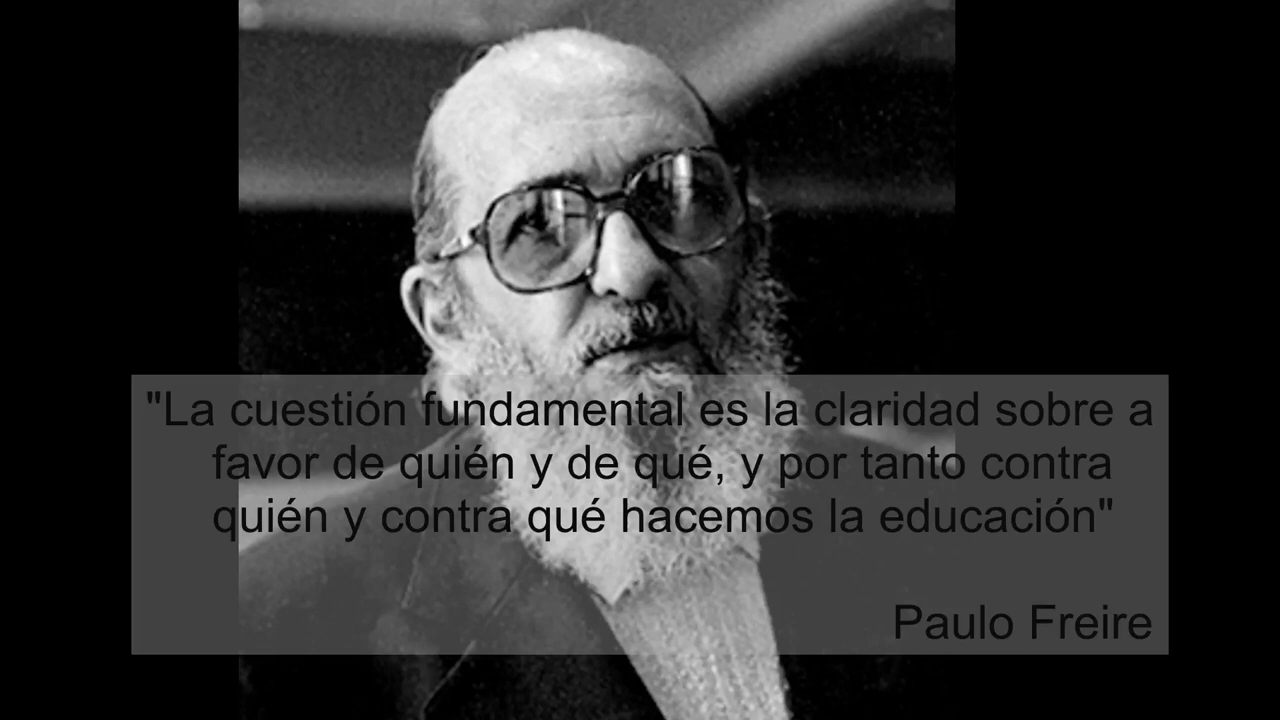 "La cuestión fundamental es la claridad sobre a
favor de quién y de qué, y por tanto contra
quién y contra qué hacemos la educación"
Paulo Freire